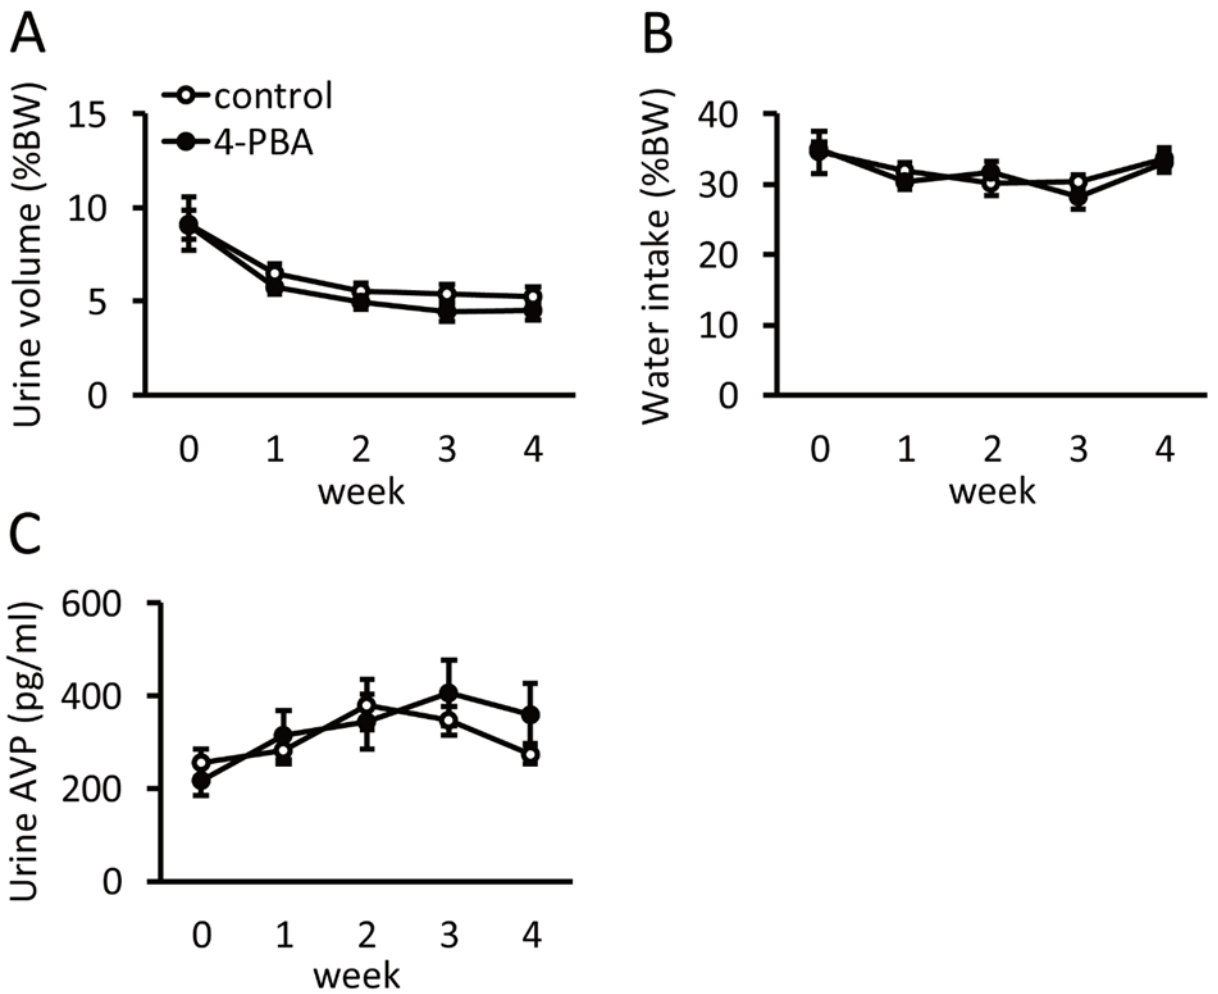 A
Urine volume (%BW)
control
4-PBA
15
10
5
0
0 1 2 3 4
week
B
Water intake (%BW)
40
30
20
10
0
0 1 2 3 4
week
C
Urine AVP (pg/ml)
600
400
200
0
0 1 2 3 4
week